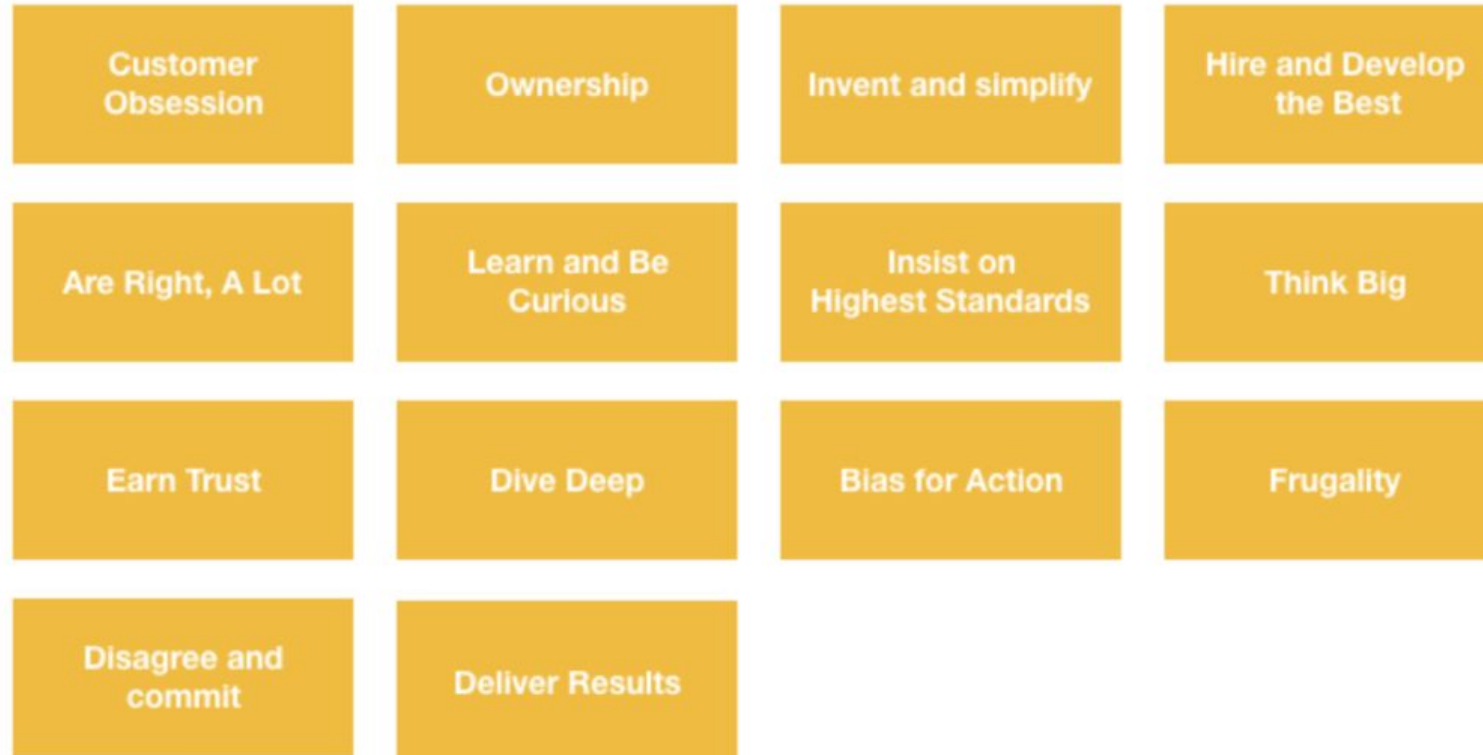 Customer
Obsession
Ownership
Invent and simplify
Hire and Develop
the Best
Are Right, A Lot
Learn and Be
Curious
Insist on
Highest Standards
Think Big
Earn Trust
Dive Deep
Bias for Action
Frugality
Disagree and
commit
Deliver Results